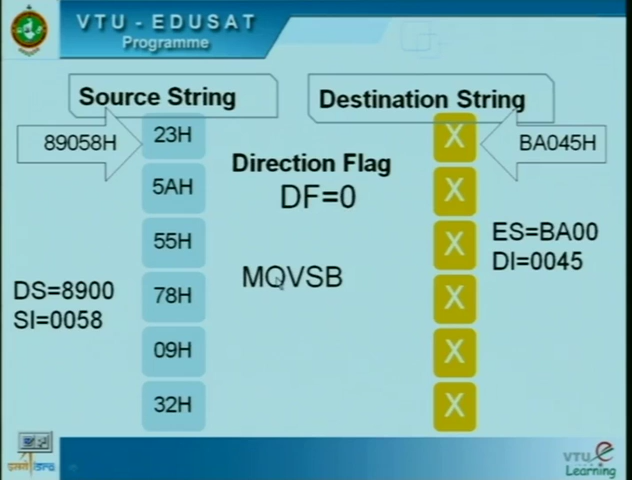 VTU - EDUSAT
Programme
Source String
Destination String
89058H
23H
X
BA045H
Direction Flag
DF=0
5AH
X
55H
X
ES=BA00
DI=0045
MQVSB
DS=8900
SI=0058
78H
X
09H
X
32H
X
VTU e
Learning